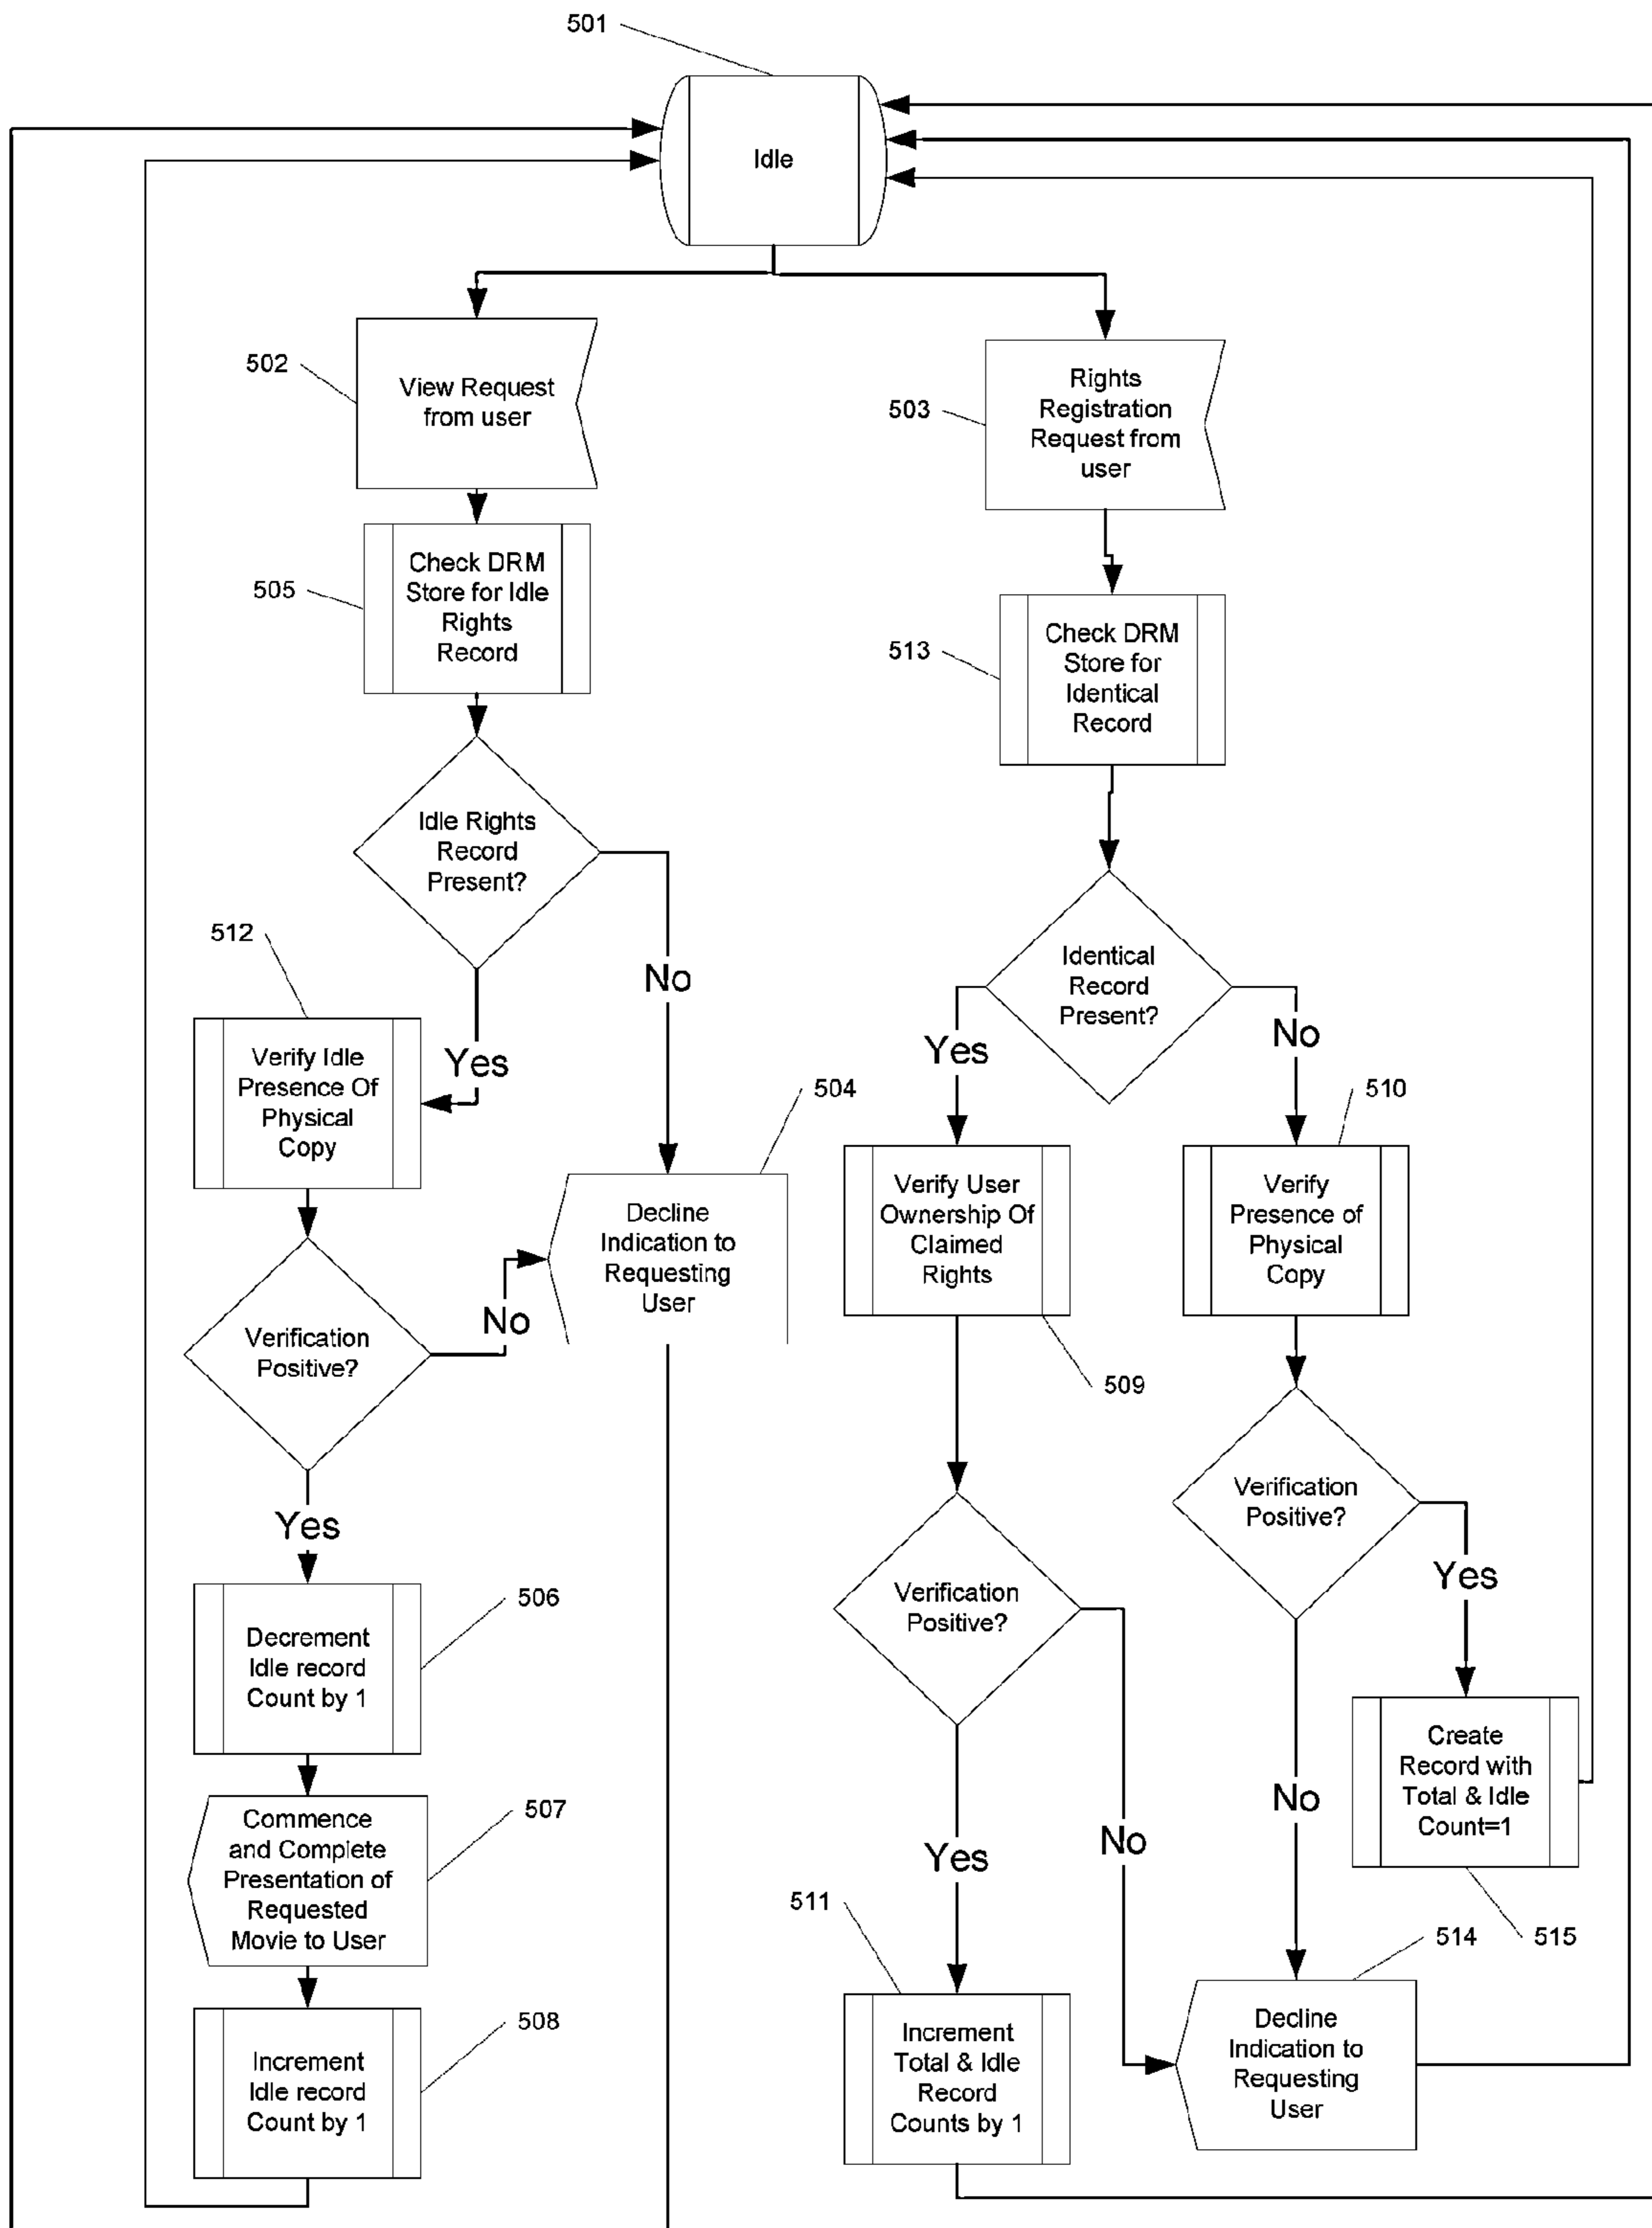 501
Idle
502
View Request
from user
503
Rights
Registration
Request from
user
505
Check DRM
Store for Idle
Rights
Record
513
Check DRM
Store for
Identical
Record
Idle Rights
Record
Present?
512
No
Identical
Record
Present?
Yes
No
Verify Idle
Presence Of
Physical
Copy
Yes
504
510
Decline
Indication to
Requesting
User
Verify User
Ownership Of
Claimed
Rights
Verify
Presence of
Physical
Copy
No
Verification
Positive?
509
Verification
Positive?
Yes
Yes
Verification
Positive?
506
Decrement
Idle record
Count by 1
Create
Record with
Total & Idle
Count=1
No
507
Commence
and Complete
Presentation of
Requested
Movie to User
No
Yes
511
514
515
508
Increment
Idle record
Count by 1
Increment
Total & Idle
Record
Counts by 1
Decline
Indication to
Requesting
User